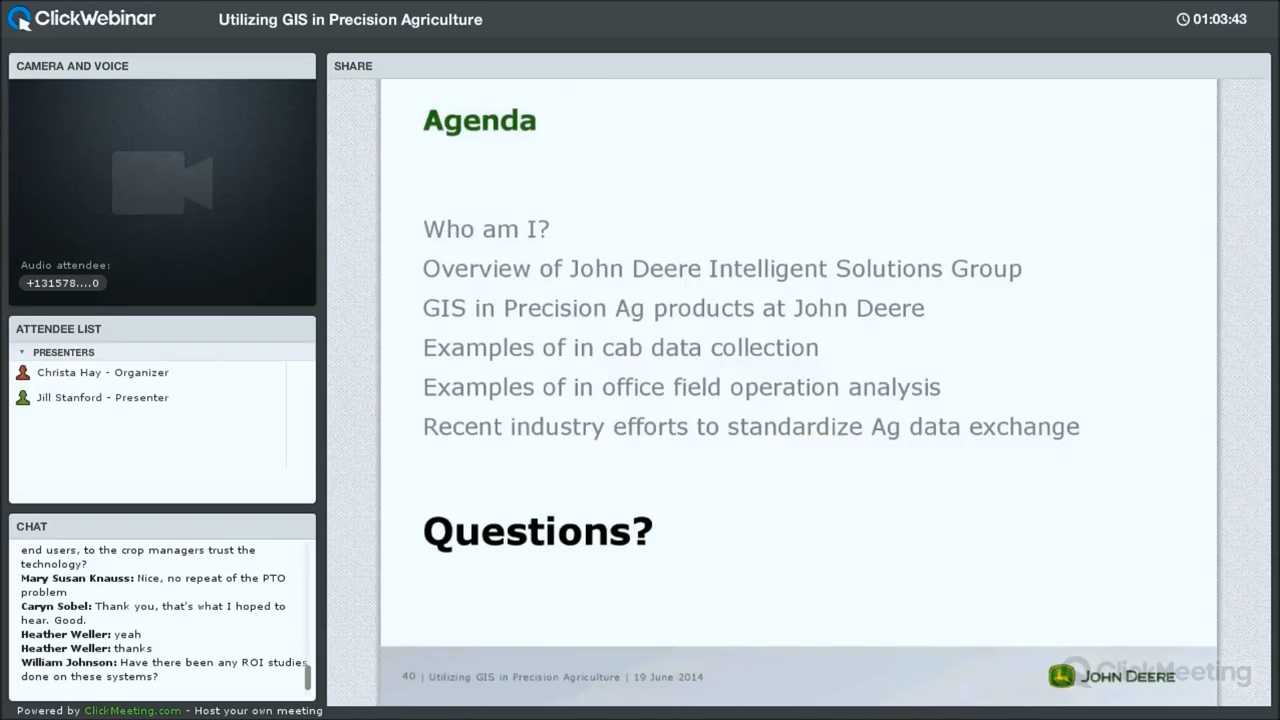 ClickWebinar
Utilizing GIS in Precision Agriculture
01:03:43
CAMERA AND VOICE
Audio attendee:
+131578....0
ATTENDEE LIST
PRESENTERS
Christa Hay - Organizer
Jill Stanford - Presenter
CHAT
end users, to the crop managers trust the
technology?
Mary Susan Knauss: Nice, no repeat of the PTO
problem
Caryn Sobel: Thank you, that's what I hoped to
hear. Good.
Heather Weller: yeah
Heather Weller: thanks
William Johnson: Have there been any ROI studies
done on these systems?
SHARE
Agenda
Who am I?
Overview of John Deere Intelligent Solutions Group
GIS in Precision Ag products at John Deere
Examples of in cab data collection
Examples of in office field operation analysis
Recent industry efforts to standardize Ag data exchange
Questions?
40 | Utilizing GIS in Precision Agriculture | 19 June 2014
JOHN DEERE
ClickMeeting
Powered by ClickMeeting.com - Host your own meeting